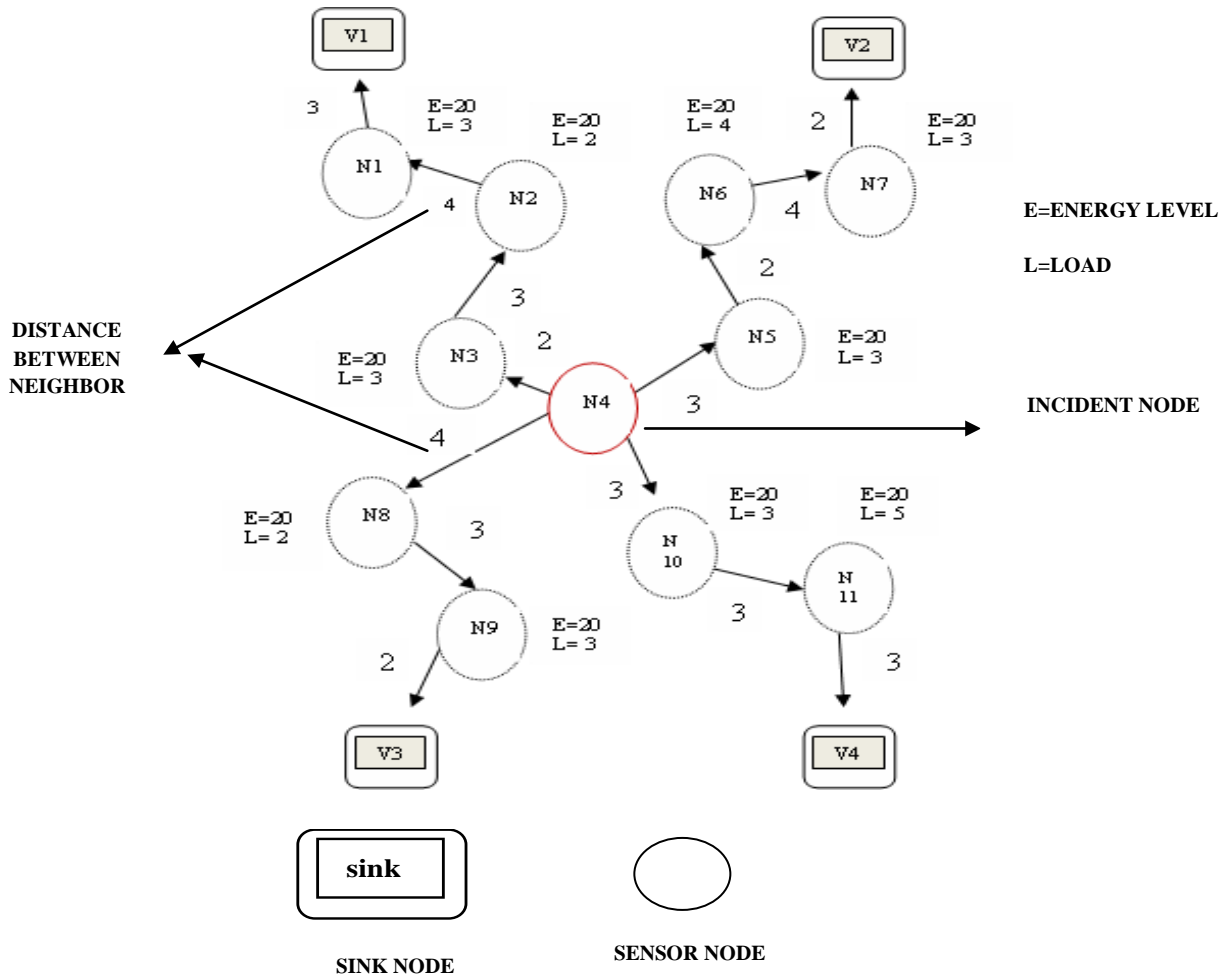 V1
V2
3
E=20
L= 3
E=20
L= 2
E=20
L= 4
2
E=20
L= 3
N1
N2
N6
N7
4
4
E=ENERGY LEVEL
L=LOAD
2
3
DISTANCE
BETWEEN
NEIGHBOR
N3
2
N5
E=20
L= 3
E=20
L= 3
N4
3
INCIDENT NODE
4
3
E=20
L= 3
E=20
L= 5
N8
E=20
L= 2
3
N
10
N
11
3
N9
E=20
L= 3
2
3
V3
V4
sink
SINK NODE
SENSOR NODE